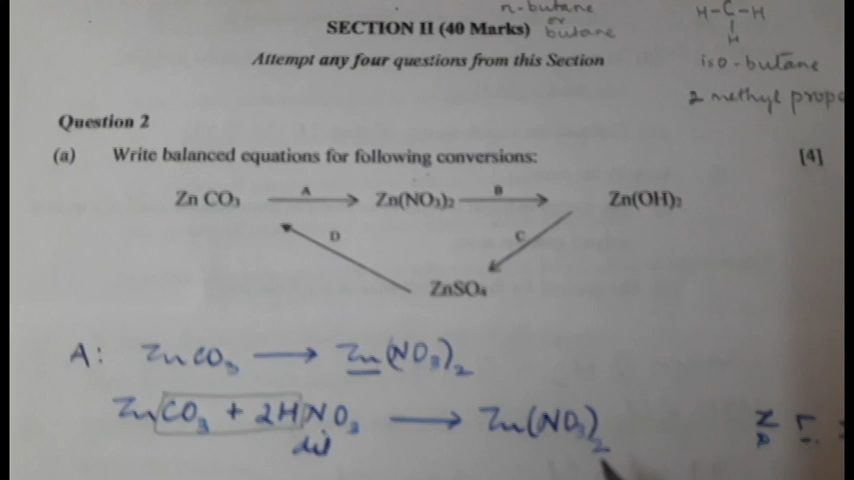 n-butane
or
butane
H-C-H
H
iso-butane
2 methyl propa
SECTION II (40 Marks)
Attempt any four questions from this Section
Question 2
(a) Write balanced equations for following conversions: [4]
Zn CO₃ A Zn(NO₃)₂ B Zn(OH)₂
D C
ZnSO₄
A: ZnCO₃ ⟶ Zn(NO₃)₂
ZnCO₃ + 2HNO₃ ⟶ Zn(NO₃)₂
dil